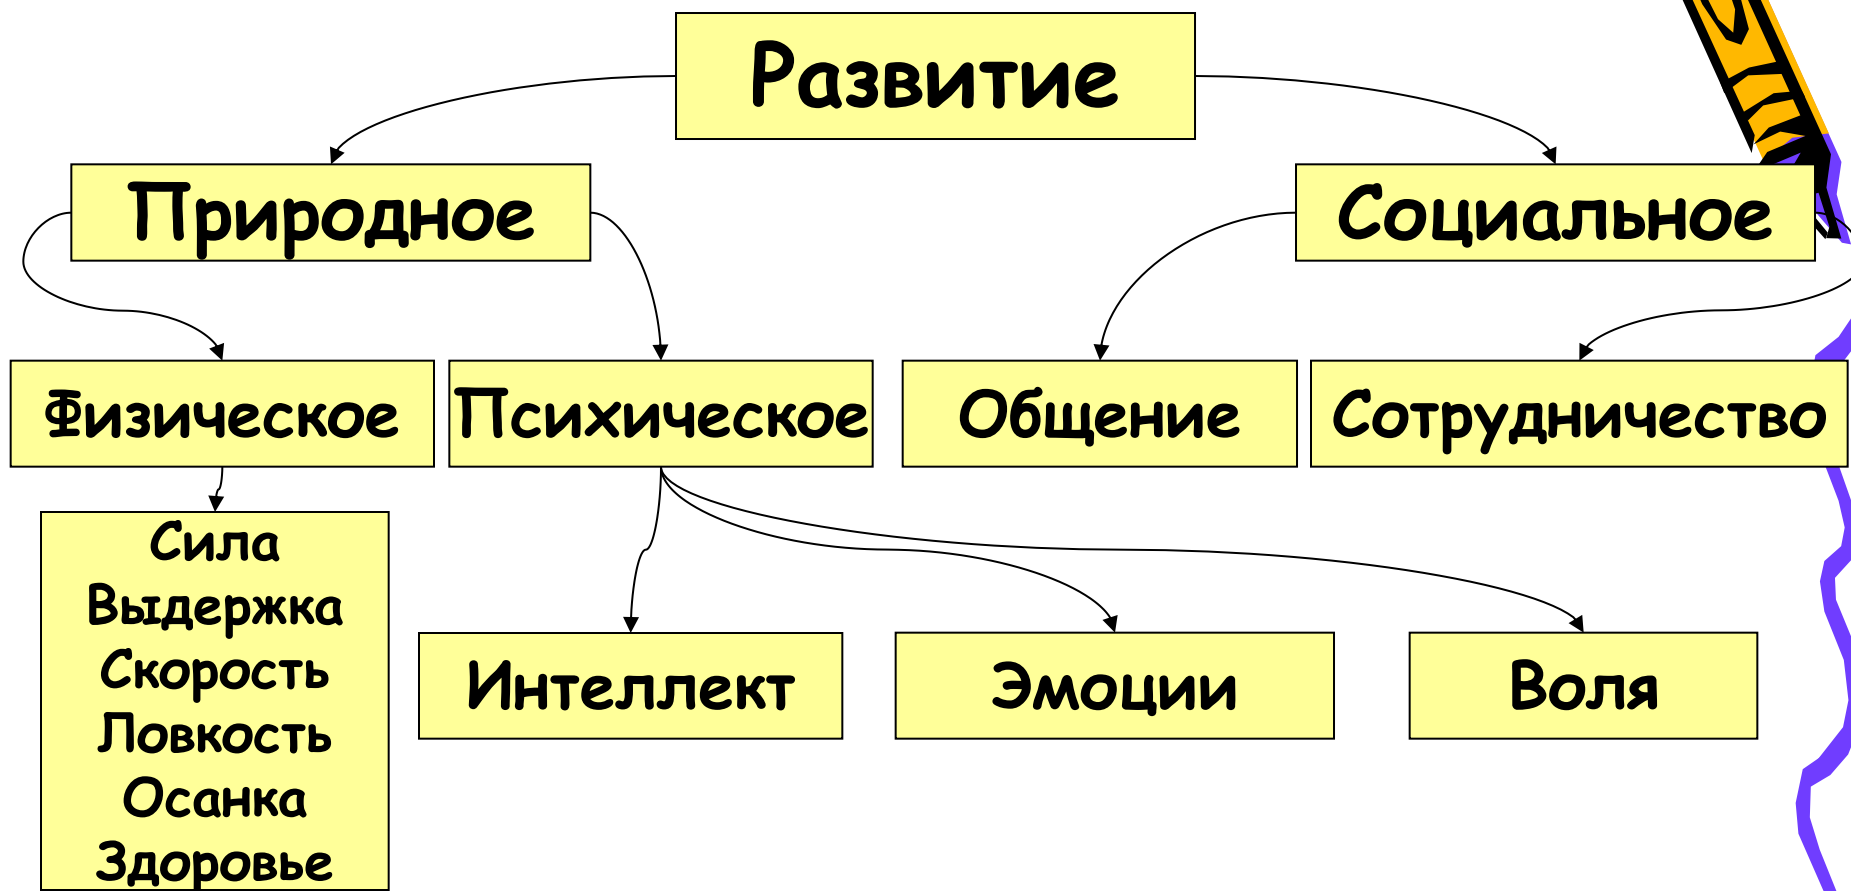 Развитие
Природное
Социальное
Физическое
Психическое
Общение
Сотрудничество
Сила
Выдержка
Скорость
Ловкость
Осанка
Здоровье
Интеллект
Эмоции
Воля